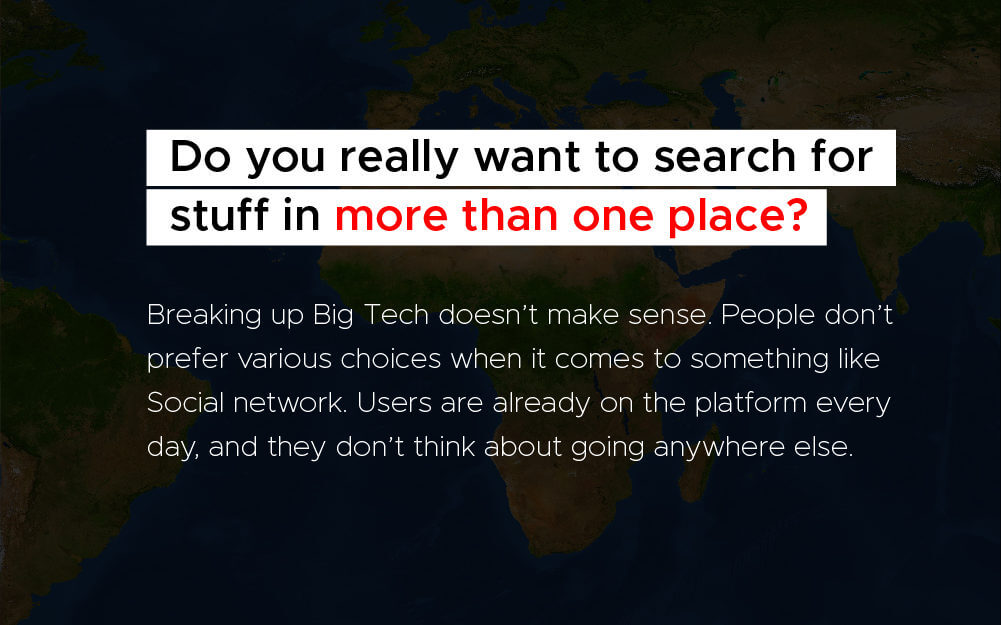 Do you really want to search for
stuff in more than one place?
Breaking up Big Tech doesn’t make sense. People don’t
prefer various choices when it comes to something like
Social network. Users are already on the platform every
day, and they don’t think about going anywhere else.